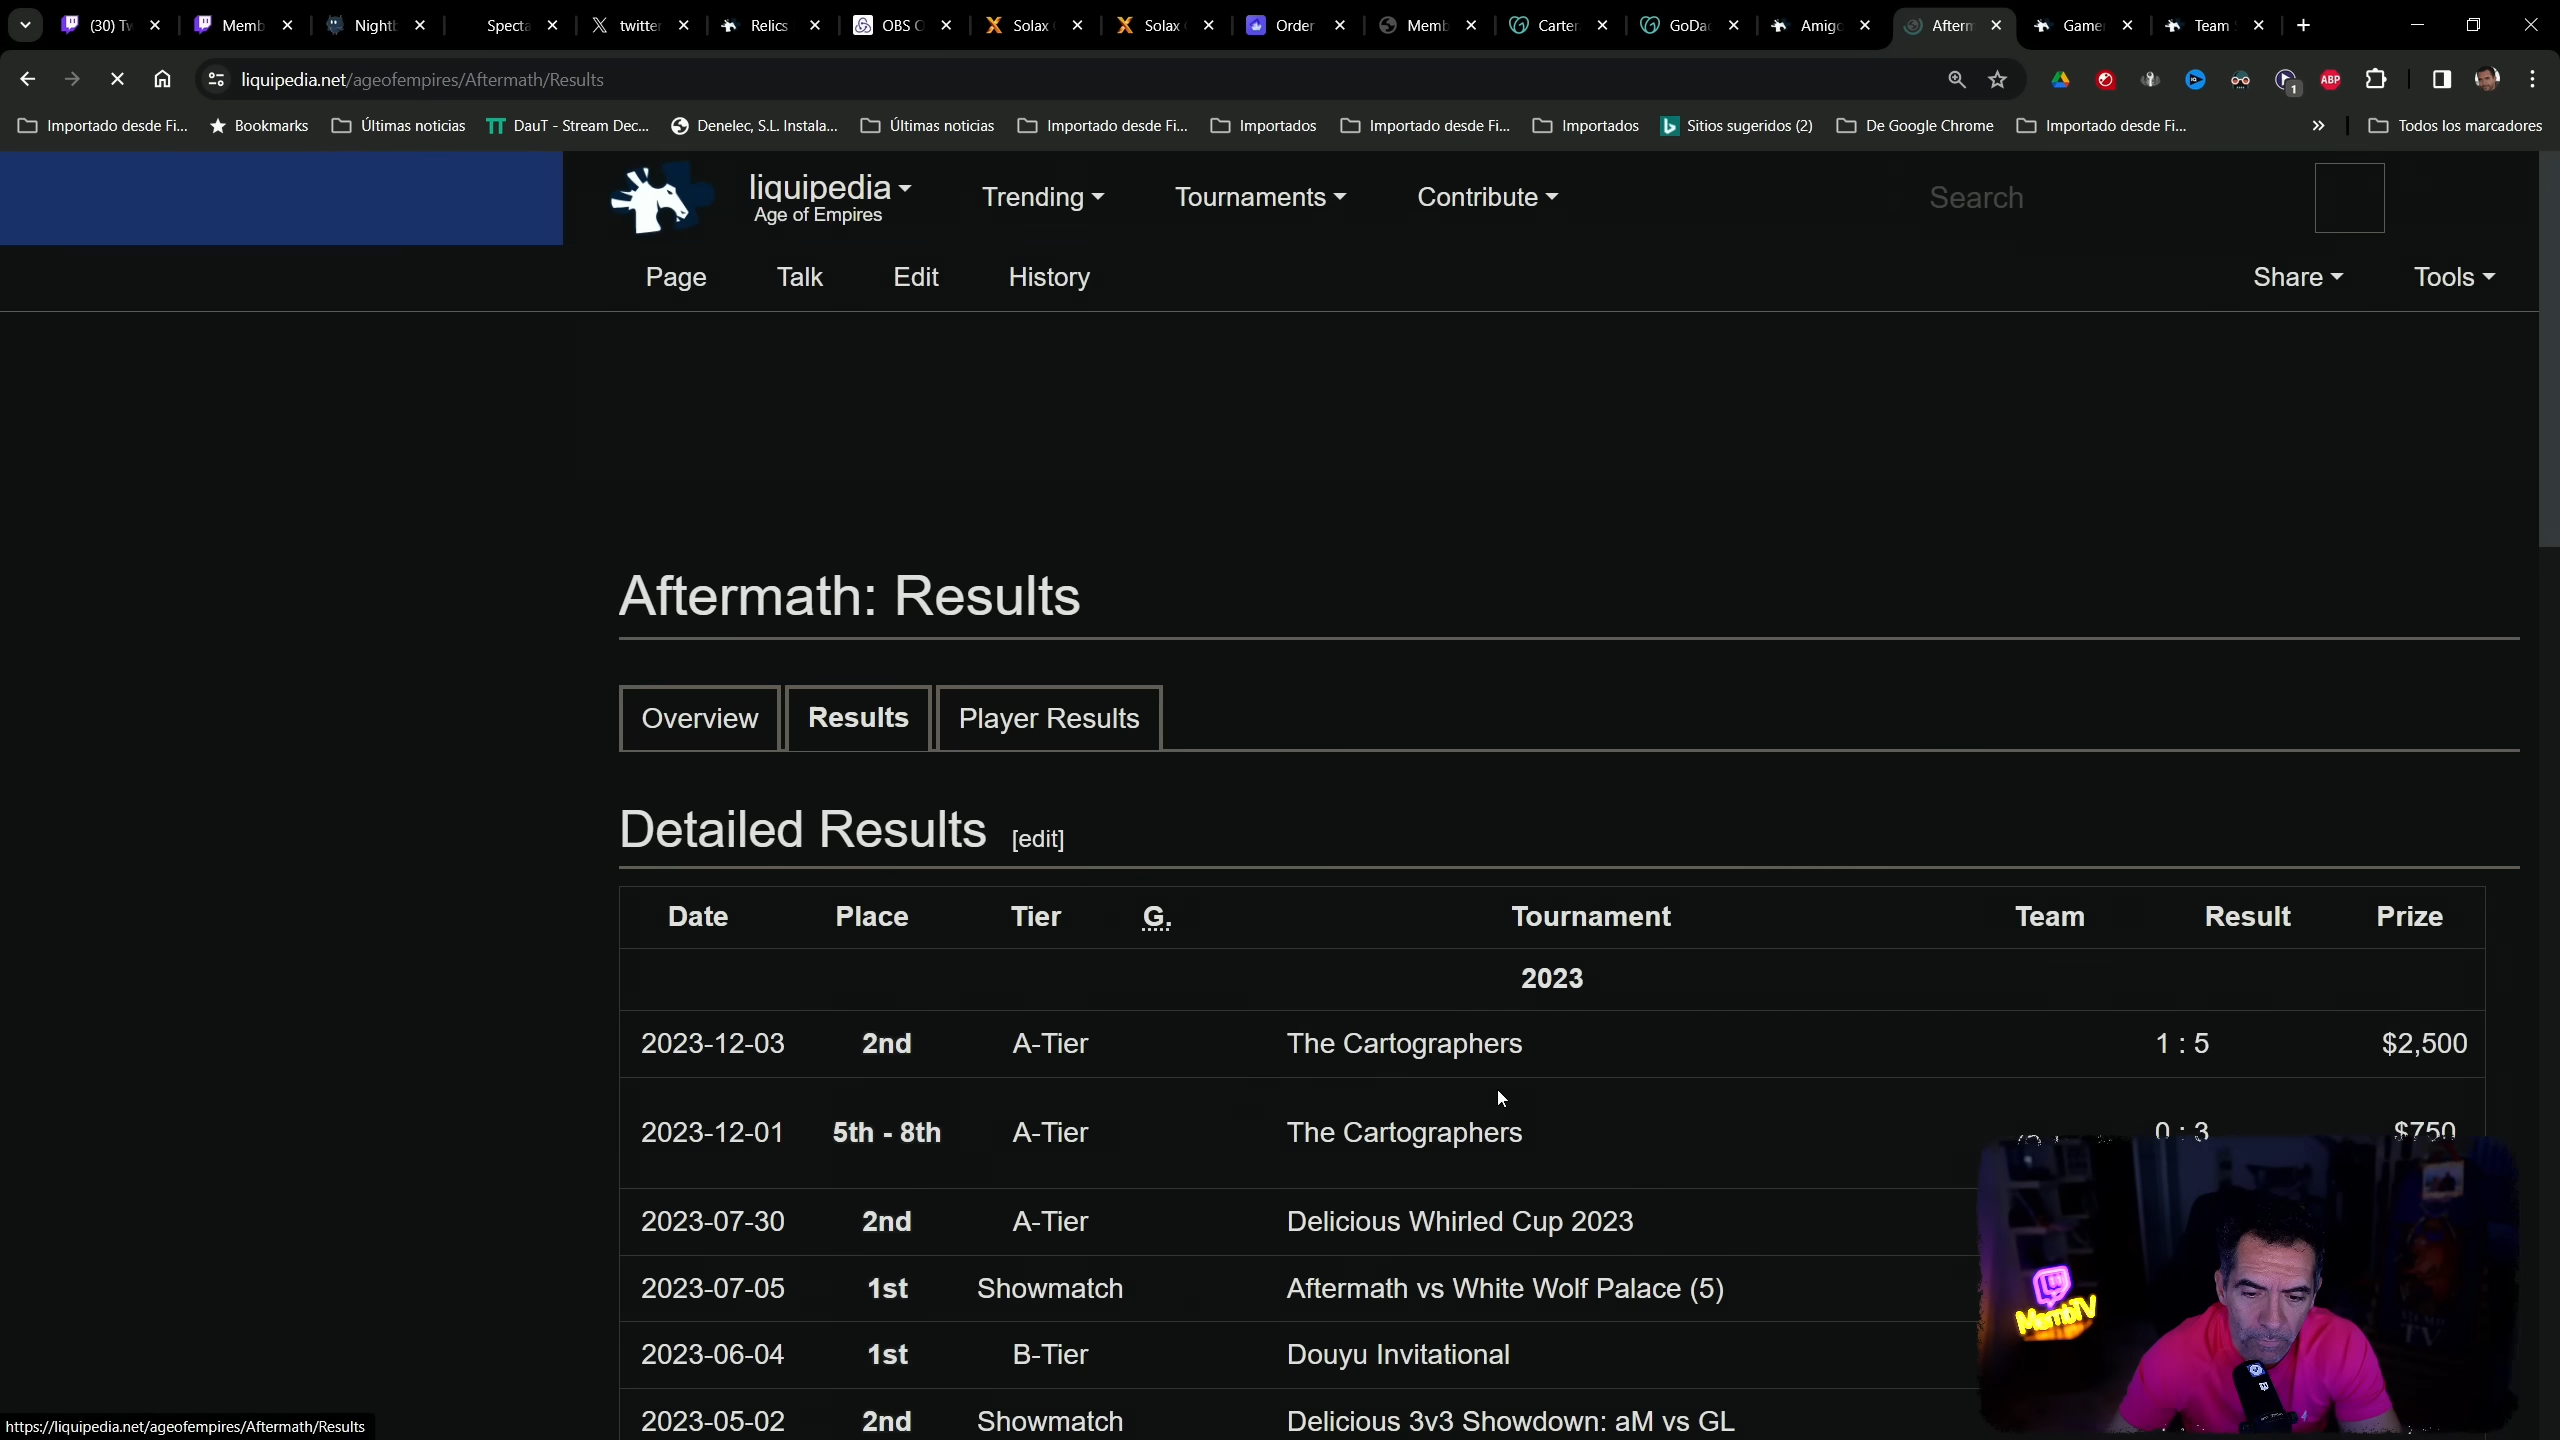 (30) Tw Memb Night Specta twitter Relics OBS C Solax Solax Order Memb Carter GoDa Amigo Afterm Game Team
liquipedia.net/ageofempires/Aftermath/Results
1 ABP
Importado desde Fi... Bookmarks Últimas noticias TT DauT - Stream Dec... Denelec, S.L. Instala... Últimas noticias Importado desde Fi... Importados Importado desde Fi... Importados Sitios sugeridos (2) De Google Chrome Importado desde Fi... » Todos los marcadores
liquipedia Trending Tournaments Contribute Search
Age of Empires
Page Talk Edit History Share Tools
Aftermath: Results
Overview Results Player Results
Detailed Results [edit]
Date Place Tier G. Tournament Team Result Prize
2023
2023-12-03 2nd A-Tier The Cartographers 1 : 5 $2,500
2023-12-01 5th - 8th A-Tier The Cartographers 0 : 3 $750
2023-07-30 2nd A-Tier Delicious Whirled Cup 2023
2023-07-05 1st Showmatch Aftermath vs White Wolf Palace (5)
2023-06-04 1st B-Tier Douyu Invitational
2023-05-02 2nd Showmatch Delicious 3v3 Showdown: aM vs GL
MembTV
https://liquipedia.net/ageofempires/Aftermath/Results